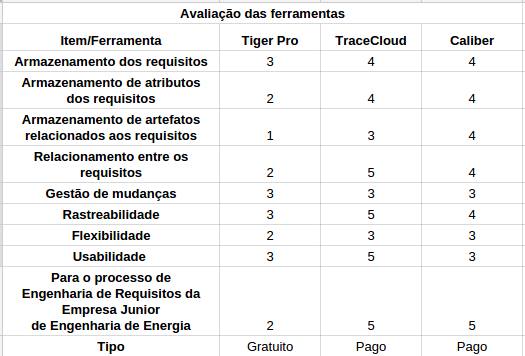 Avaliação das ferramentas
Item/Ferramenta Tiger Pro TraceCloud Caliber
Armazenamento dos requisitos 3 4 4
Armazenamento de atributos
dos requisitos 2 4 4
Armazenamento de artefatos
relacionados aos requisitos 1 3 4
Relacionamento entre os
requisitos 2 5 4
Gestão de mudanças 3 3 3
Rastreabilidade 3 5 4
Flexibilidade 2 3 3
Usabilidade 3 5 3
Para o processo de
Engenharia de Requisitos da
Empresa Junior
de Engenharia de Energia 2 5 5
Tipo Gratuito Pago Pago